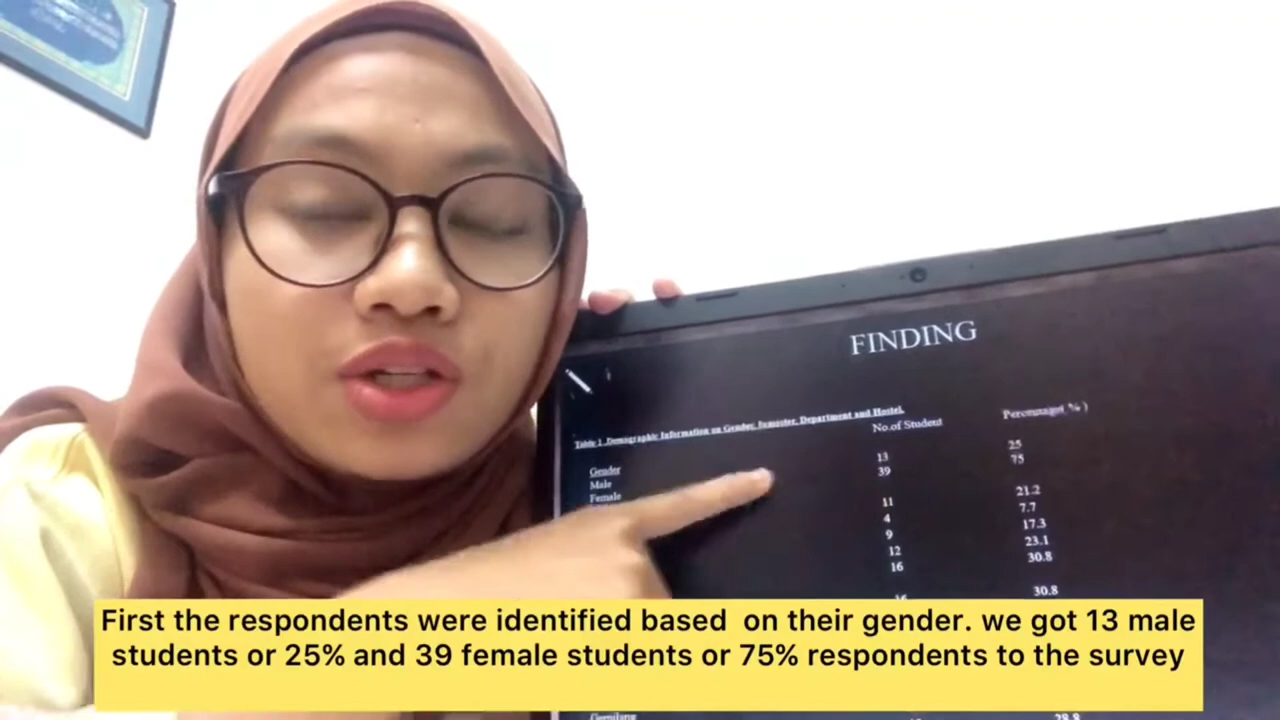 FINDING
Table 1 .Demographic Information on Gender, Semester, Department and Hostel.
No.of Student Percentage( % )
Gender
Male 13 25
Female 39 75
11 21.2
4 7.7
9 17.3
12 23.1
16 30.8
30.8
First the respondents were identified based on their gender. we got 13 male
students or 25% and 39 female students or 75% respondents to the survey
Gemilang
28.8